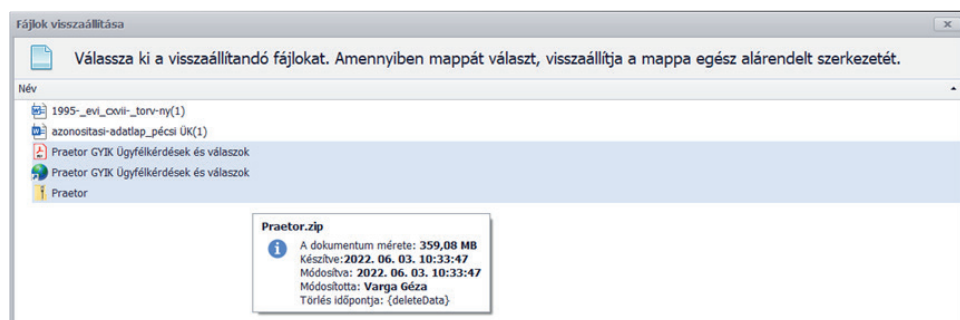 Fájlok visszaállítása
Válassza ki a visszaállítandó fájlokat. Amennyiben mappát választ, visszaállítja a mappa egész alárendelt szerkezetét.
Név
1995-_evi_cxvii-_torv-ny(1)
azonositasi-adatlap_pécsi ÜK(1)
Praetor GYIK Ügyfélkérdések és válaszok
Praetor GYIK Ügyfélkérdések és válaszok
Praetor
Praetor.zip
A dokumentum mérete: 359,08 MB
Készítve:2022. 06. 03. 10:33:47
Módosítva: 2022. 06. 03. 10:33:47
Módosította: Varga Géza
Törlés időpontja: {deleteData}